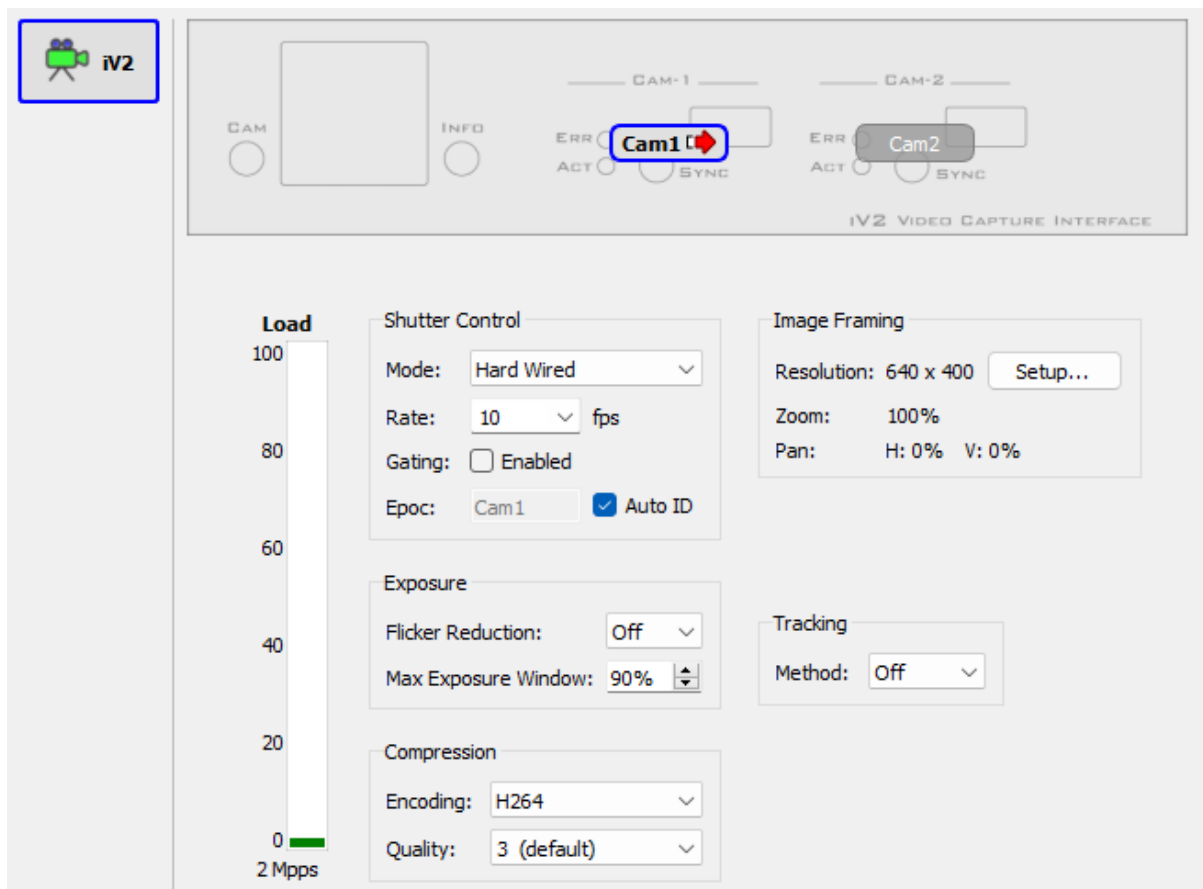 iV2
CAM-1
CAM-2
CAM
INFO
ERR
Cam1
ERR
Cam2
ACT
SYNC
ACT
SYNC
iV2 VIDEO CAPTURE INTERFACE
Load
100
80
60
40
20
0
2 Mpps
Shutter Control
Mode: Hard Wired
Rate: 10 fps
Gating: Enabled
Epoc: Cam1 Auto ID
Exposure
Flicker Reduction: Off
Max Exposure Window: 90%
Compression
Encoding: H264
Quality: 3 (default)
Image Framing
Resolution: 640 x 400 Setup...
Zoom: 100%
Pan: H: 0% V: 0%
Tracking
Method: Off